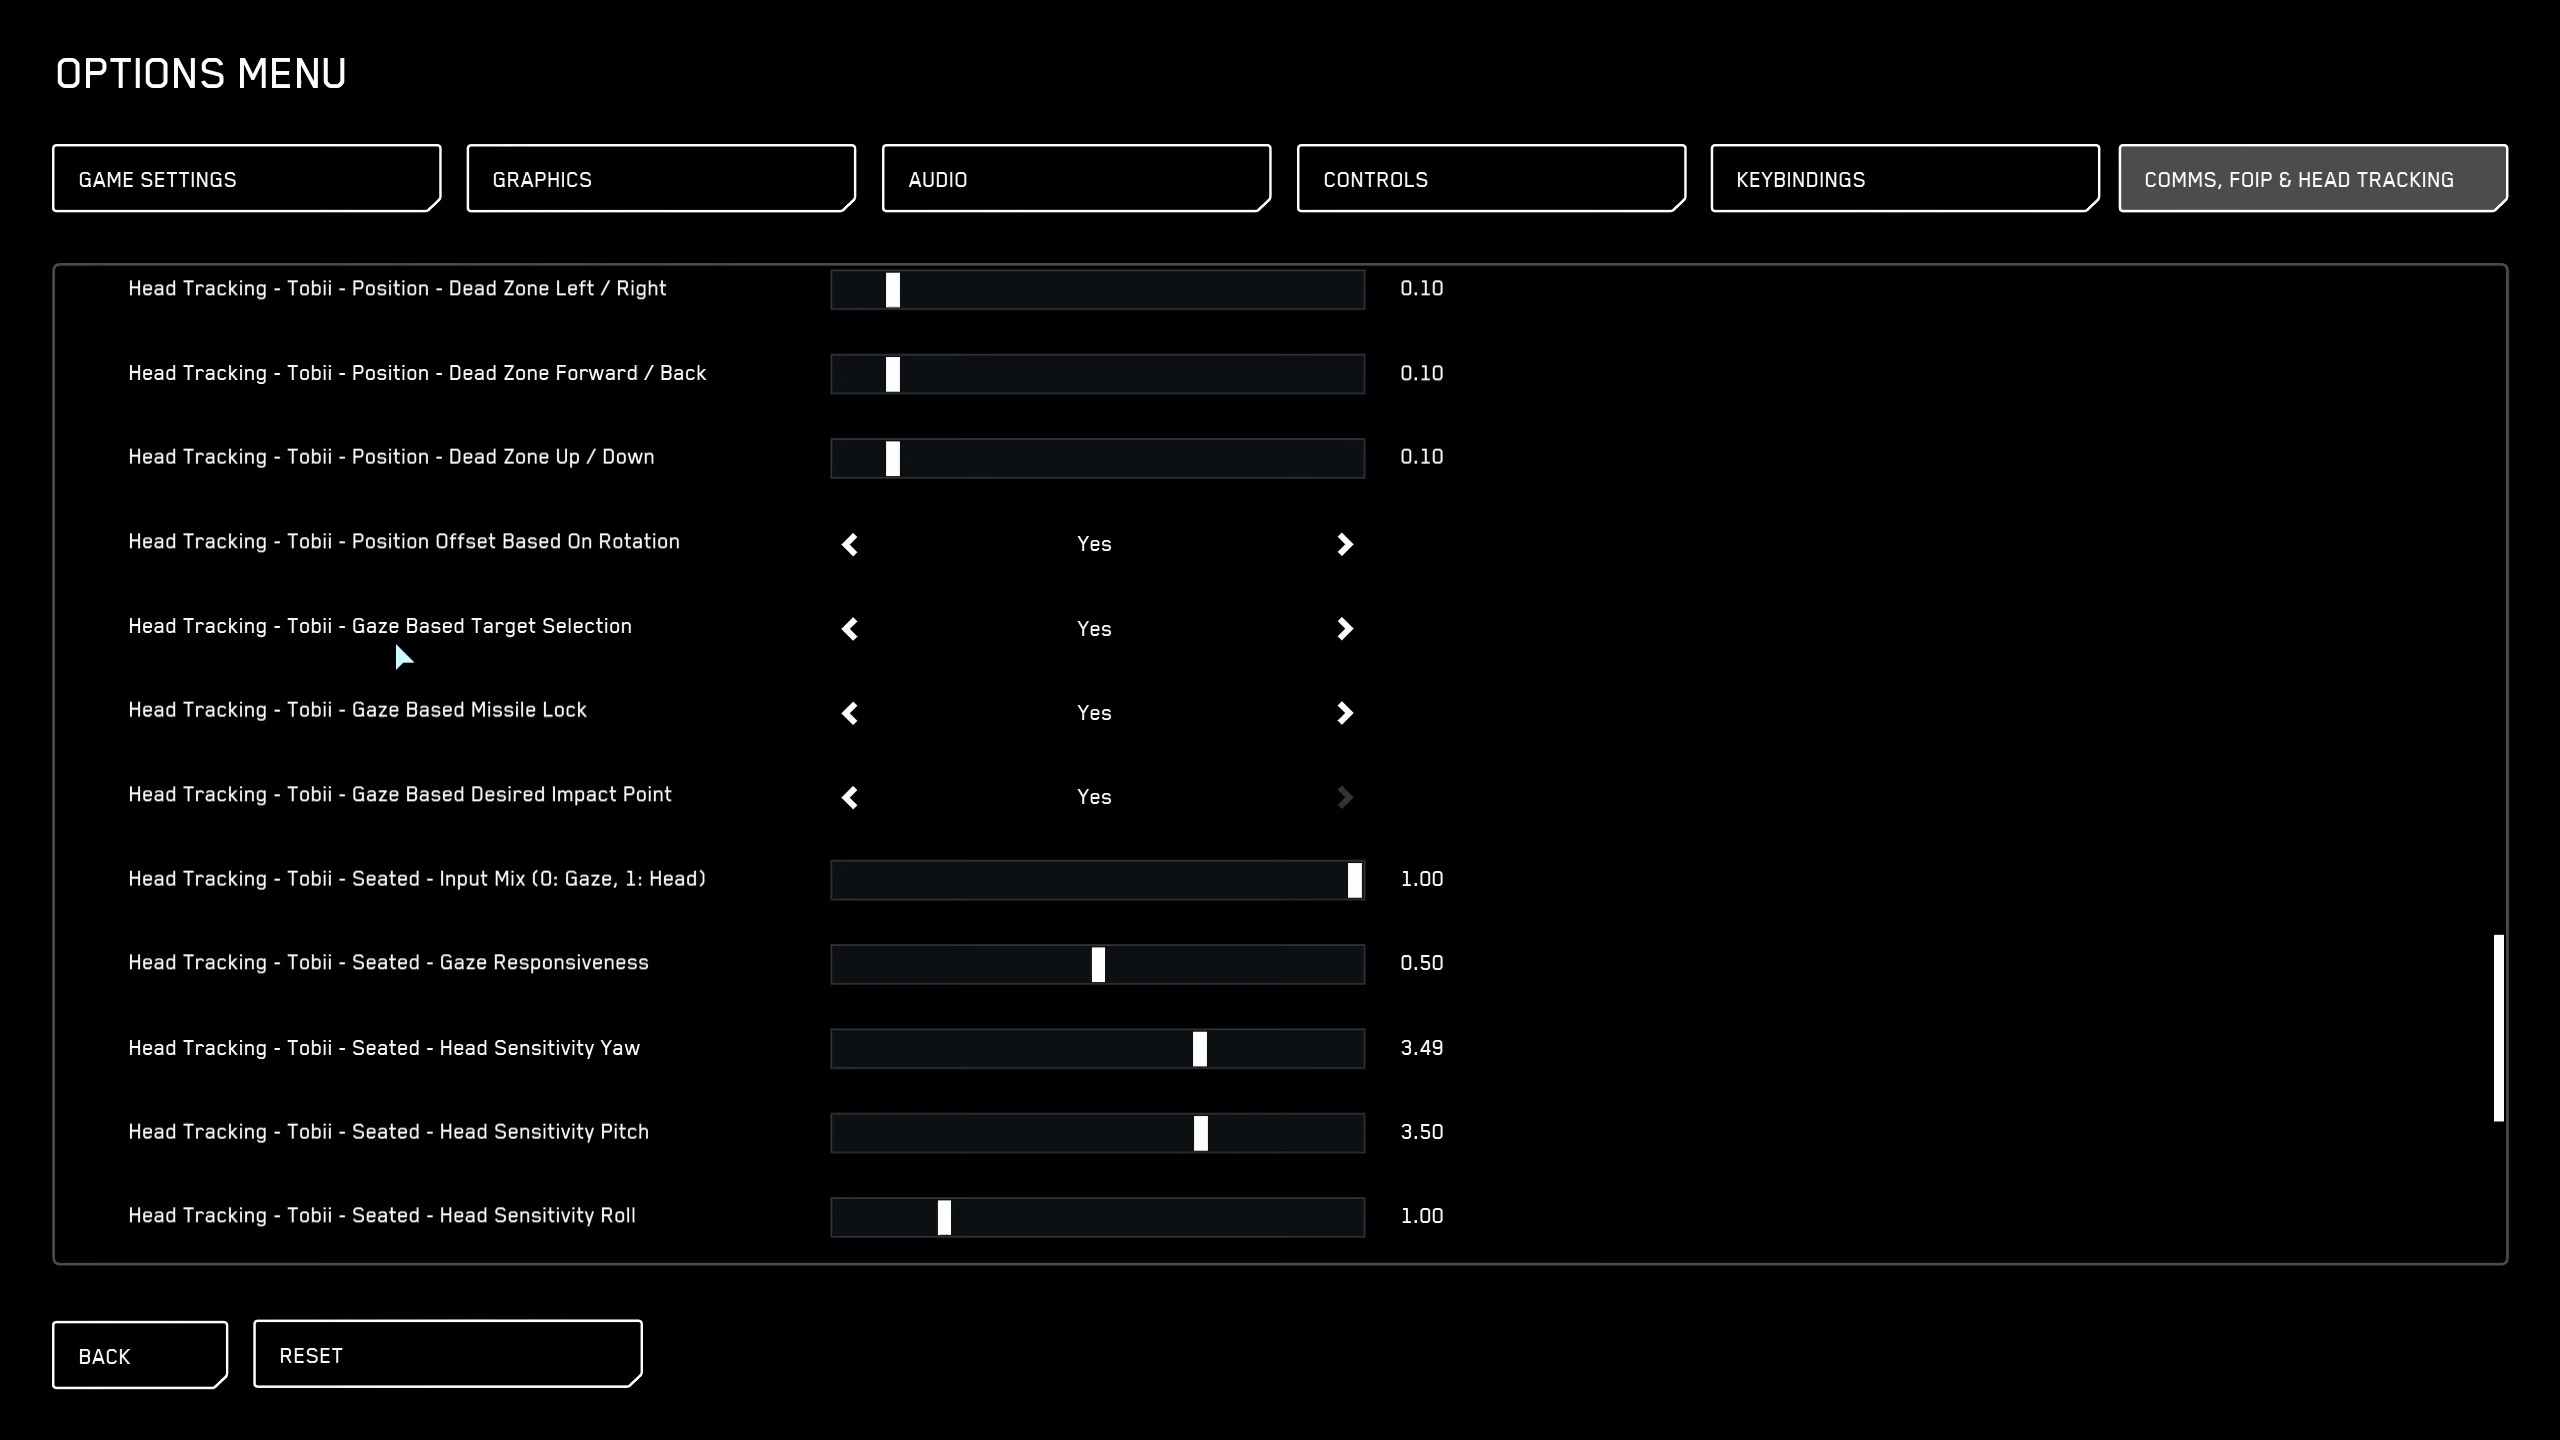 OPTIONS MENU
GAME SETTINGS
GRAPHICS
AUDIO
CONTROLS
KEYBINDINGS
COMMS, FOIP & HEAD TRACKING
Head Tracking - Tobii - Position - Dead Zone Left / Right 0.10
Head Tracking - Tobii - Position - Dead Zone Forward / Back 0.10
Head Tracking - Tobii - Position - Dead Zone Up / Down 0.10
Head Tracking - Tobii - Position Offset Based On Rotation Yes
Head Tracking - Tobii - Gaze Based Target Selection Yes
Head Tracking - Tobii - Gaze Based Missile Lock Yes
Head Tracking - Tobii - Gaze Based Desired Impact Point Yes
Head Tracking - Tobii - Seated - Input Mix (0: Gaze, 1: Head) 1.00
Head Tracking - Tobii - Seated - Gaze Responsiveness 0.50
Head Tracking - Tobii - Seated - Head Sensitivity Yaw 3.49
Head Tracking - Tobii - Seated - Head Sensitivity Pitch 3.50
Head Tracking - Tobii - Seated - Head Sensitivity Roll 1.00
BACK
RESET